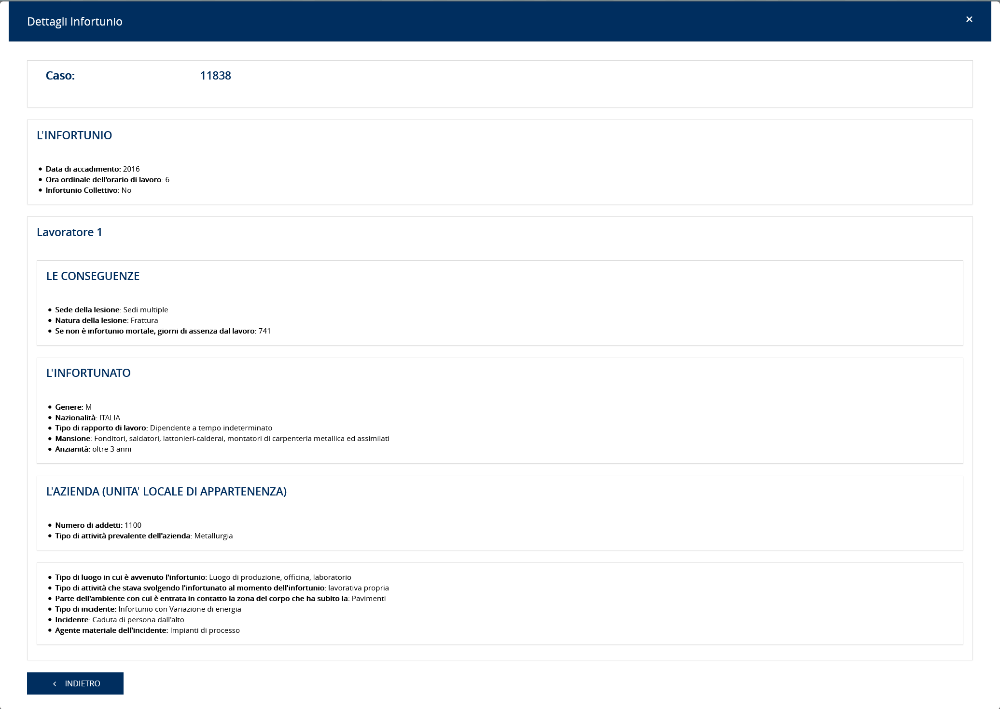 Dettagli Infortunio
Caso: 11838
L'INFORTUNIO
Data di accadimento: 2016
Ora ordinale dell'orario di lavoro: 6
Infortunio Collettivo: No
Lavoratore 1
LE CONSEGUENZE
Sede della lesione: Sedi multiple
Natura della lesione: Frattura
Se non è infortunio mortale, giorni di assenza dal lavoro: 741
L'INFORTUNATO
Genere: M
Nazionalità: ITALIA
Tipo di rapporto di lavoro: Dipendente a tempo indeterminato
Mansione: Fonditori, saldatori, lattonieri-calderai, montatori di carpenteria metallica ed assimilati
Anzianità: oltre 3 anni
L'AZIENDA (UNITA' LOCALE DI APPARTENENZA)
Numero di addetti: 1100
Tipo di attività prevalente dell'azienda: Metallurgia
Tipo di luogo in cui è avvenuto l'infortunio: Luogo di produzione, officina, laboratorio
Tipo di attività che stava svolgendo l'infortunato al momento dell'infortunio: lavorativa propria
Parte dell'ambiente con cui è entrata in contatto la zona del corpo che ha subito la: Pavimenti
Tipo di incidente: Infortunio con Variazione di energia
Incidente: Caduta di persona dall'alto
Agente materiale dell'incidente: Impianti di processo
INDIETRO